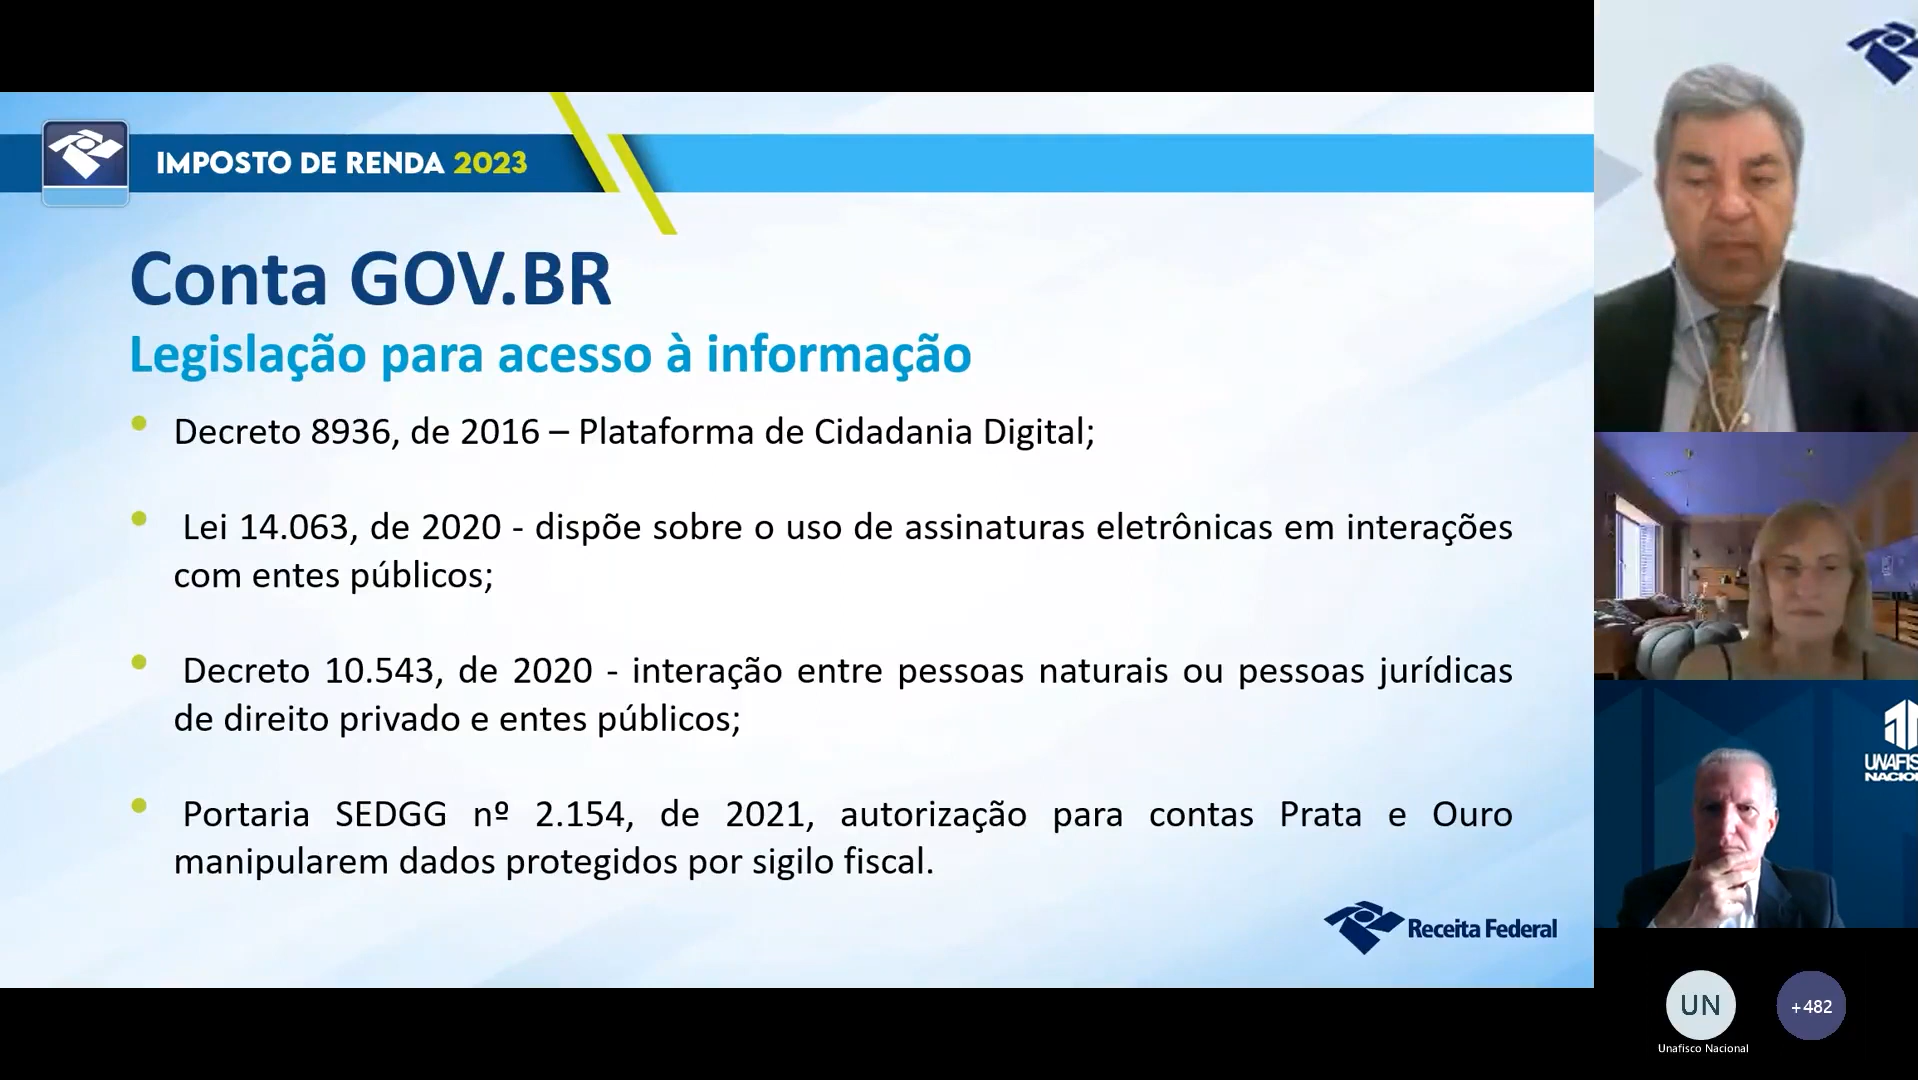 IMPOSTO DE RENDA 2023
Conta GOV.BR
Legislação para acesso à informação
• Decreto 8936, de 2016 – Plataforma de Cidadania Digital;
• Lei 14.063, de 2020 - dispõe sobre o uso de assinaturas eletrônicas em interações
com entes públicos;
• Decreto 10.543, de 2020 - interação entre pessoas naturais ou pessoas jurídicas
de direito privado e entes públicos;
• Portaria SEDGG nº 2.154, de 2021, autorização para contas Prata e Ouro
manipularem dados protegidos por sigilo fiscal.
Receita Federal
UNAFIS
NACIO
UN
+482
Unafisco Nacional